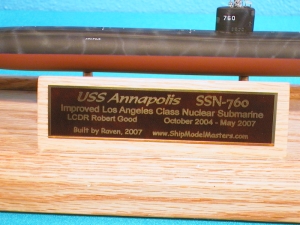 760
USS Annapolis SSN-760
Improved Los Angeles Class Nuclear Submarine
LCDR Robert Good October 2004 - May 2007
Built by Raven, 2007 www.ShipModelMasters.com